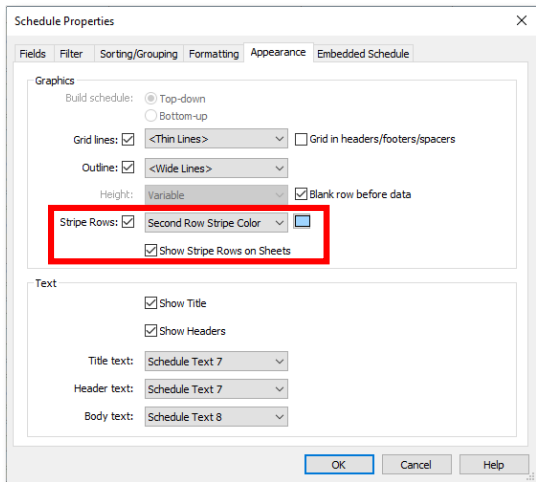 Schedule Properties
Fields Filter Sorting/Grouping Formatting Appearance Embedded Schedule
Graphics
Build schedule: Top-down
Bottom-up
Grid lines: <Thin Lines> Grid in headers/footers/spacers
Outline: <Wide Lines>
Height: Variable Blank row before data
Stripe Rows: Second Row Stripe Color
Show Stripe Rows on Sheets
Text
Show Title
Show Headers
Title text: Schedule Text 7
Header text: Schedule Text 7
Body text: Schedule Text 8
OK Cancel Help